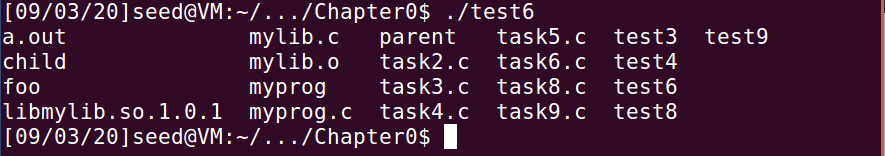 [09/03/20]seed@VM:~/.../Chapter0$ ./test6
a.out              mylib.c   parent   task5.c  test3  test9
child              mylib.o   task2.c  task6.c  test4
foo                myprog    task3.c  task8.c  test6
libmylib.so.1.0.1  myprog.c  task4.c  task9.c  test8
[09/03/20]seed@VM:~/.../Chapter0$